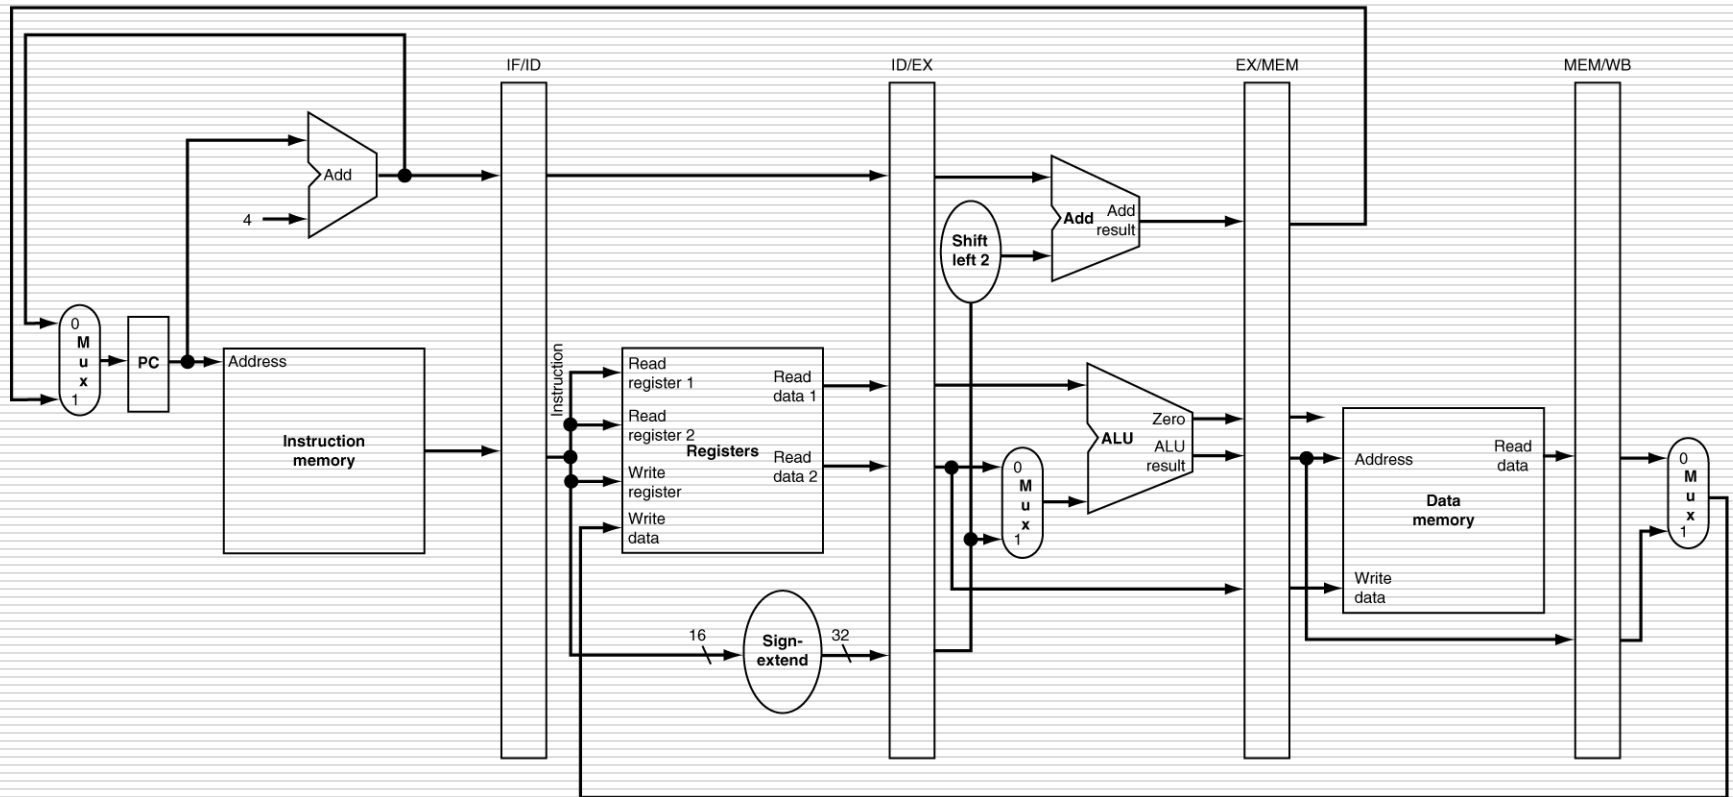 IF/ID
ID/EX
EX/MEM
MEM/WB
Add
4
Add
Add
result
Shift
left 2
0
M
u
x
1
PC
Address
Instruction
memory
Instruction
Read
register 1
Read
register 2
Write
register
Write
data
Registers
Read
data 1
Read
data 2
16
Sign-
extend
32
0
M
u
x
1
ALU
Zero
ALU
result
Address
Read
data
Data
memory
Write
data
0
M
u
x
1